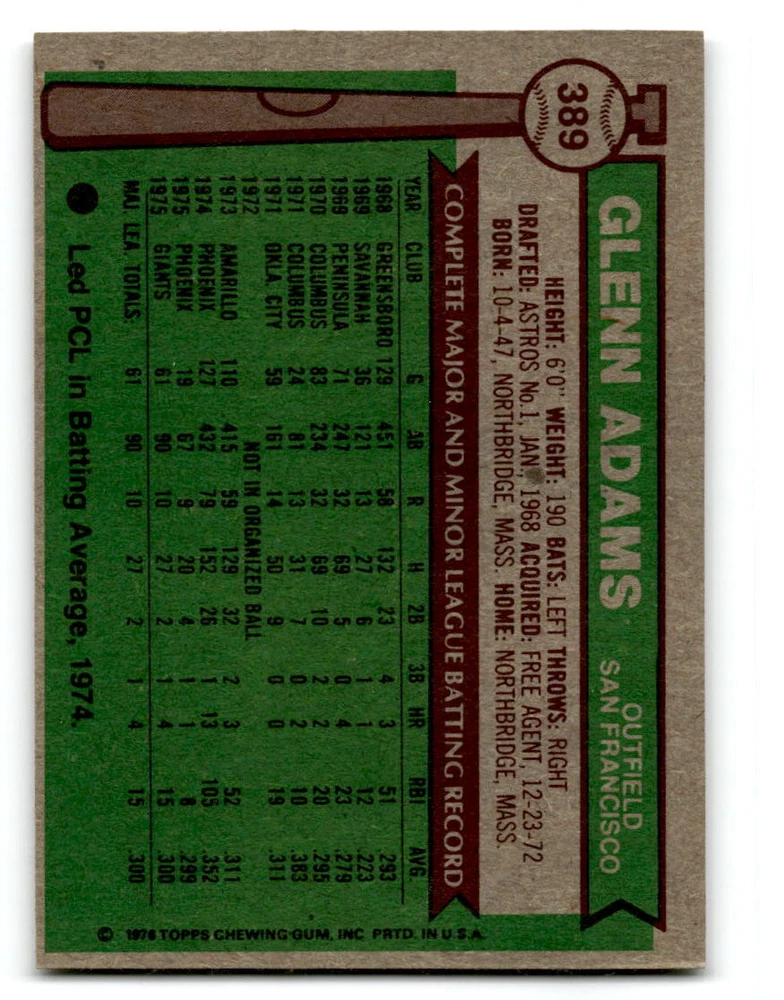 389
GLENN ADAMS
OUTFIELD
SAN FRANCISCO
HEIGHT: 6'0" WEIGHT: 190 BATS: LEFT THROWS: RIGHT
DRAFTED: ASTROS No.1, JAN., 1968 ACQUIRED: FREE AGENT, 12-23-72
BORN: 10-4-47, NORTHBRIDGE, MASS. HOME: NORTHBRIDGE, MASS.
COMPLETE MAJOR AND MINOR LEAGUE BATTING RECORD
YEAR CLUB G AB R H 2B 3B HR RBI AVG.
1968 GREENSBORO 129 451 58 132 23 4 3 51 .293
1969 SAVANNAH 36 121 13 27 6 1 1 12 .223
1969 PENINSULA 71 247 32 69 5 0 4 23 .279
1970 COLUMBUS 83 234 32 69 10 2 2 20 .295
1971 COLUMBUS 24 81 13 31 7 2 2 10 .383
1971 OKLA. CITY 59 161 14 50 9 0 0 19 .311
1972 NOT IN ORGANIZED BALL
1973 AMARILLO 110 415 59 129 32 2 3 52 .311
1974 PHOENIX 127 432 79 152 26 1 13 105 .352
1975 PHOENIX 19 67 9 20 4 1 1 8 .299
1975 GIANTS 61 90 10 27 2 1 4 15 .300
MAJ. LEA. TOTALS: 61 90 10 27 2 1 4 15 .300
● Led PCL in Batting Average, 1974.
© 1976 TOPPS CHEWING GUM, INC PRTD. IN U.S.A.